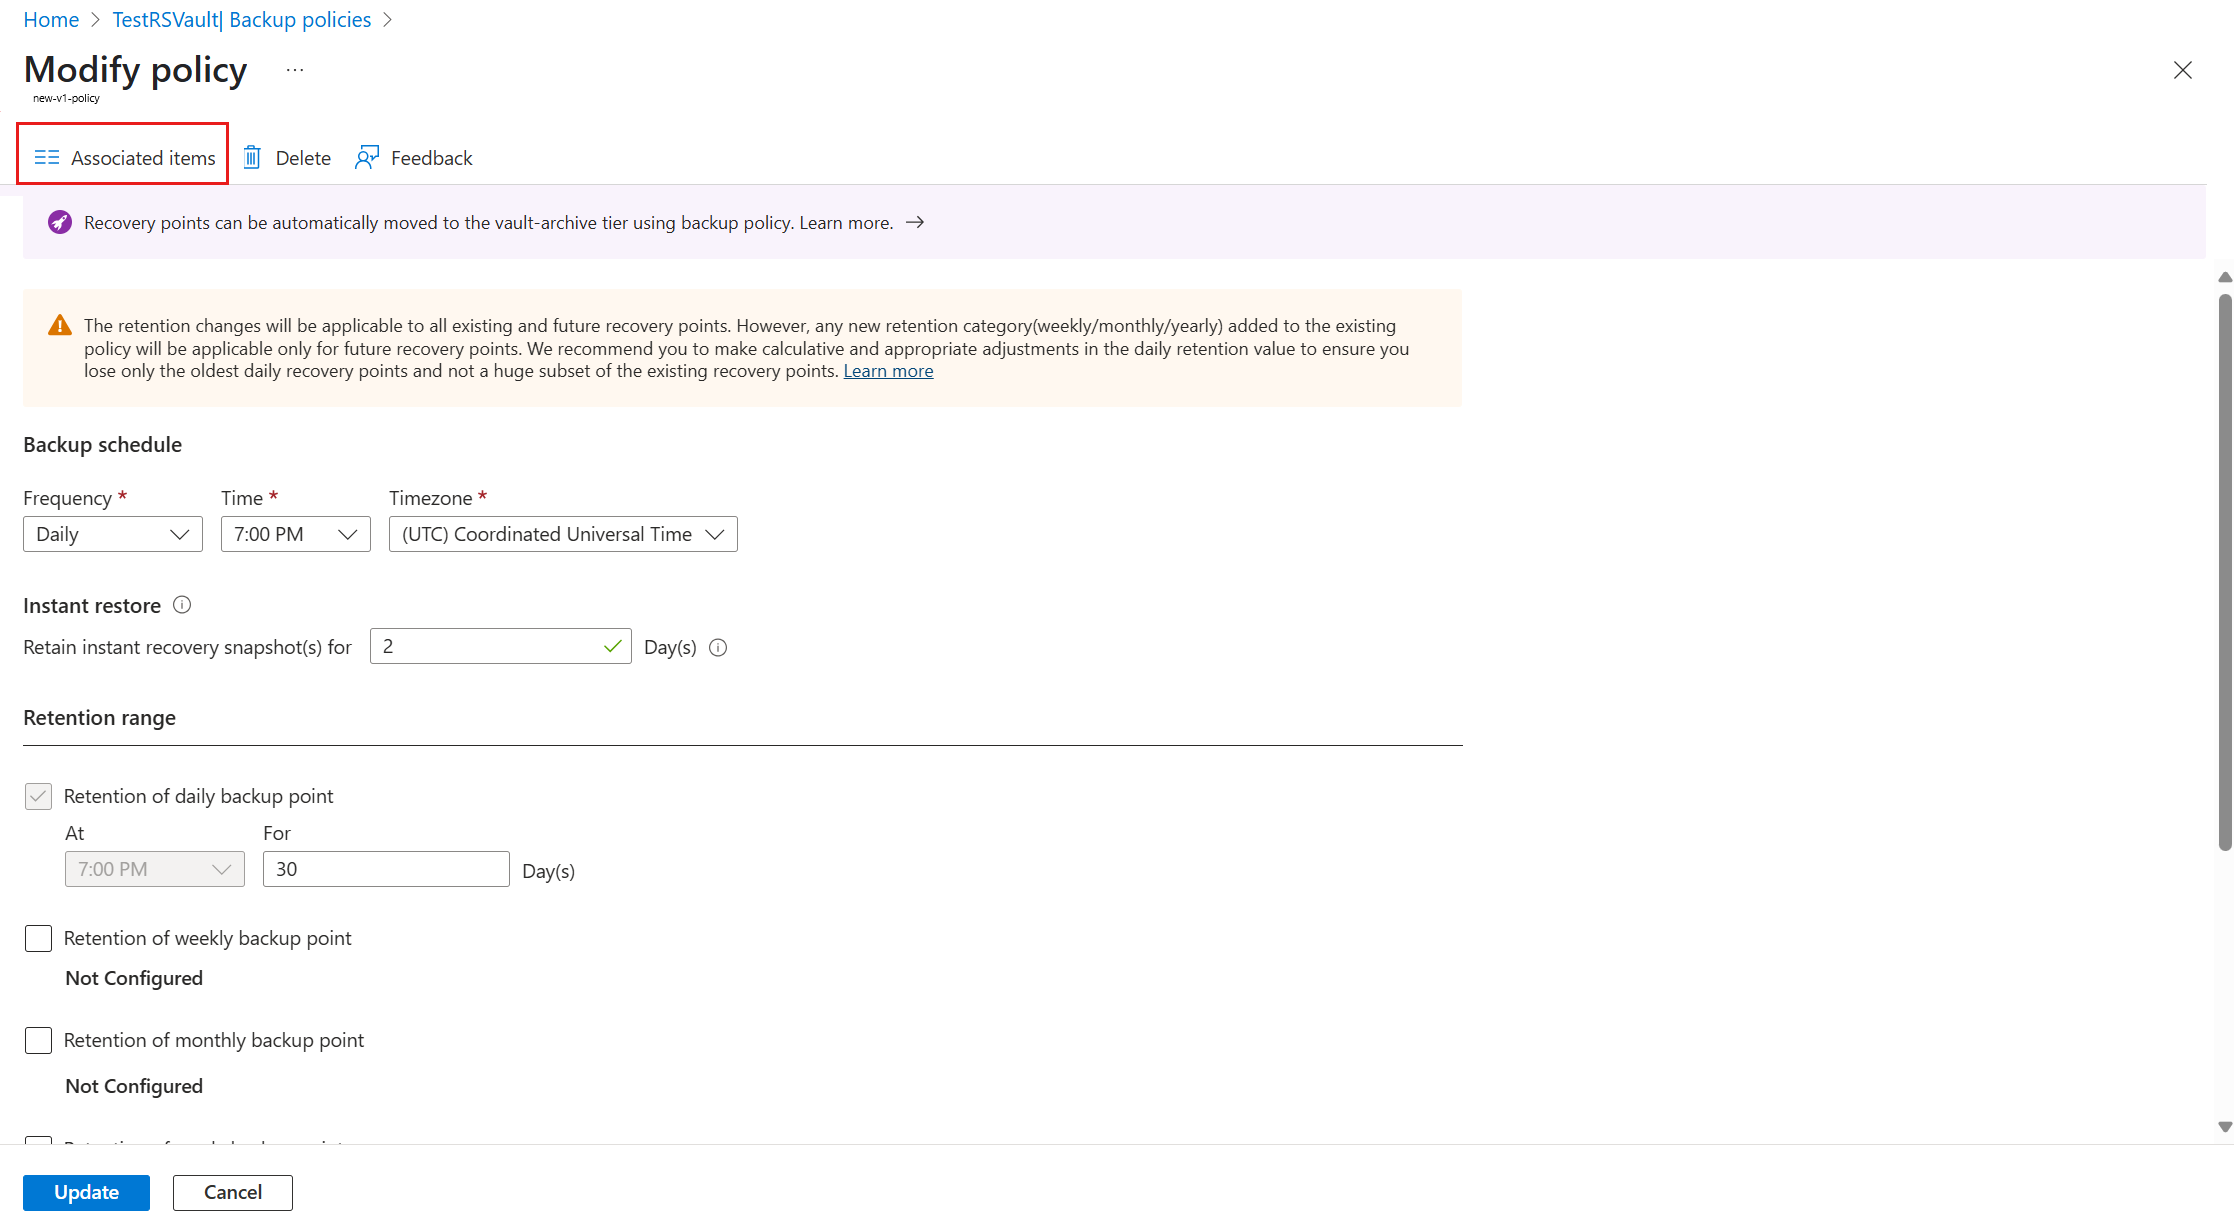 Home > TestRSVault| Backup policies >
Modify policy ...
new-v1-policy
Associated items Delete Feedback
Recovery points can be automatically moved to the vault-archive tier using backup policy. Learn more. →
The retention changes will be applicable to all existing and future recovery points. However, any new retention category(weekly/monthly/yearly) added to the existing
policy will be applicable only for future recovery points. We recommend you to make calculative and appropriate adjustments in the daily retention value to ensure you
lose only the oldest daily recovery points and not a huge subset of the existing recovery points. Learn more
Backup schedule
Frequency * Time * Timezone *
Daily 7:00 PM (UTC) Coordinated Universal Time
Instant restore
Retain instant recovery snapshot(s) for 2 Day(s)
Retention range
Retention of daily backup point
At For
7:00 PM 30 Day(s)
Retention of weekly backup point
Not Configured
Retention of monthly backup point
Not Configured
Update Cancel